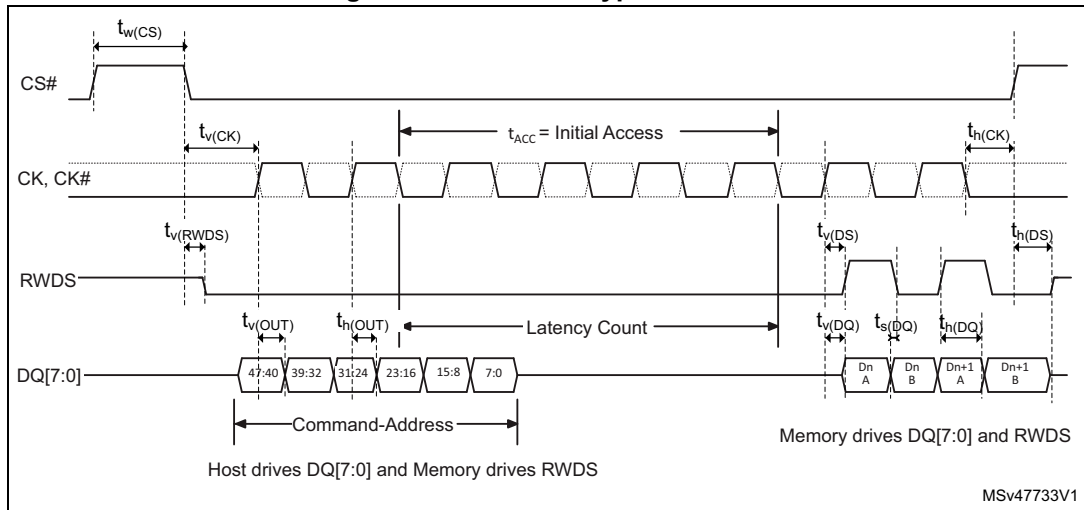 tw(CS)
CS#
tv(CK)
tACC = Initial Access
th(CK)
CK, CK#
tv(RWDS)
tv(DS)
th(DS)
RWDS
tv(OUT)
th(OUT)
Latency Count
tv(DQ)
ts(DQ)
th(DQ)
DQ[7:0]
47:40 39:32 31:24 23:16 15:8 7:0
Dn Dn Dn+1 Dn+1
A B A B
Command-Address
Memory drives DQ[7:0] and RWDS
Host drives DQ[7:0] and Memory drives RWDS
MSv47733V1